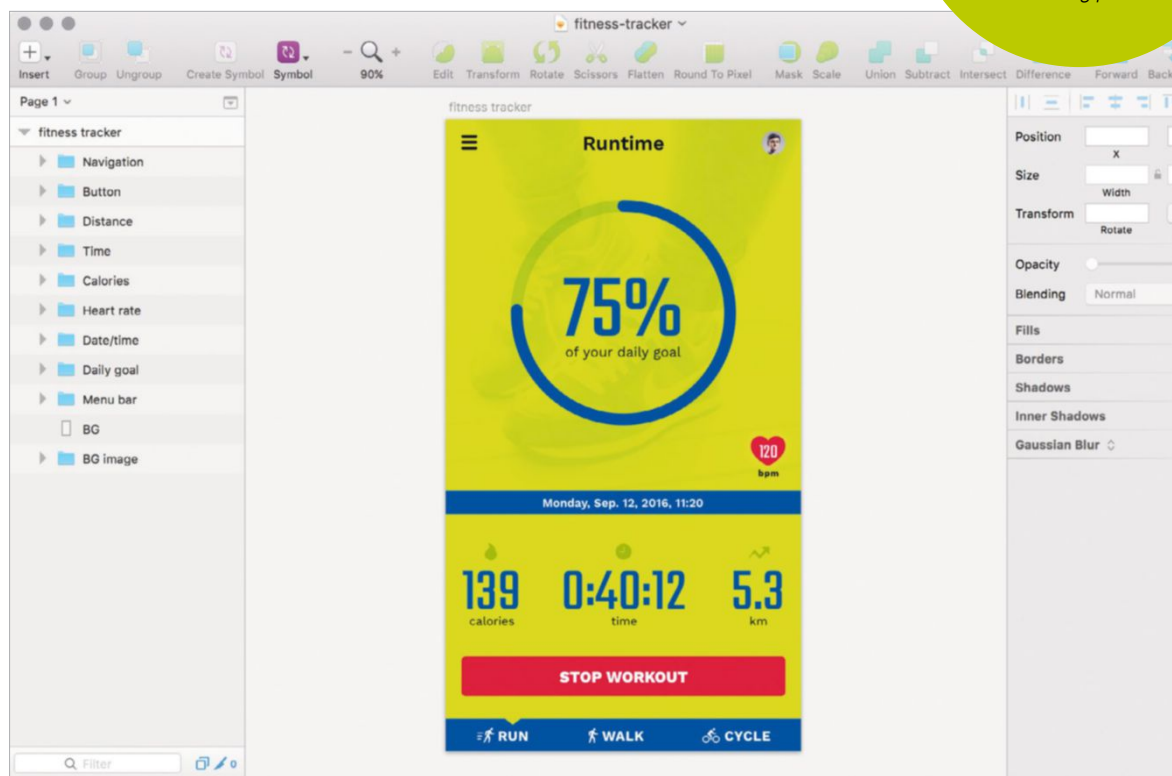 fitness-tracker
Insert Group Ungroup Create Symbol Symbol 90% Edit Transform Rotate Scissors Flatten Round To Pixel Mask Scale Union Subtract Intersect Difference Forward
Page 1
fitness tracker
Navigation
Button
Distance
Time
Calories
Heart rate
Date/time
Daily goal
Menu bar
BG
BG image
Filter
0
fitness tracker
Runtime
75%
of your daily goal
120
bpm
Monday, Sep. 12, 2016, 11:20
139 0:40:12 5.3
calories time km
STOP WORKOUT
RUN WALK CYCLE
Position
X
Size
Width
Transform
Rotate
Opacity
Blending Normal
Fills
Borders
Shadows
Inner Shadows
Gaussian Blur